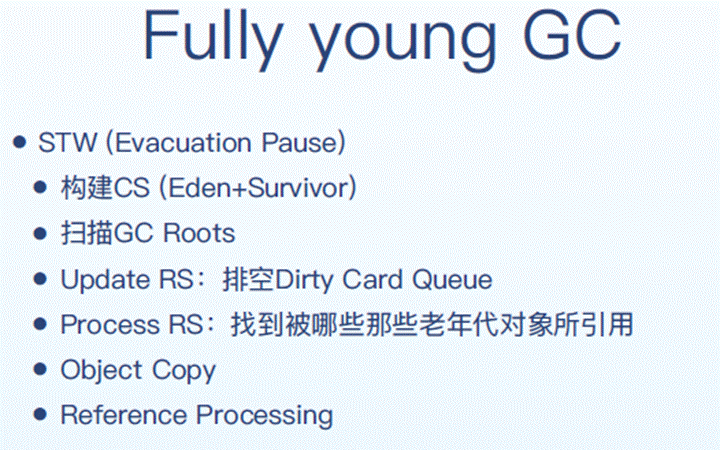 Fully young GC
● STW (Evacuation Pause)
● 构建CS (Eden+Survivor)
● 扫描GC Roots
● Update RS：排空Dirty Card Queue
● Process RS：找到被哪些那些老年代对象所引用
● Object Copy
● Reference Processing